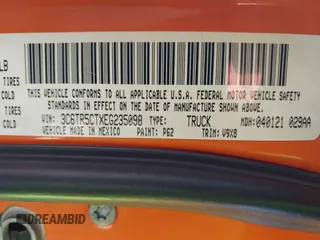 LB
TIRES
COLD
TIRES
COLD
THIS VEHICLE CONFORMS TO ALL APPLICABLE U.S.A. FEDERAL MOTOR VEHICLE SAFETY
STANDARDS IN EFFECT ON THE DATE OF MANUFACTURE SHOWN ABOVE
VIN: 3C6TR5CTXEG235098 TYPE: TRUCK
VEHICLE MADE IN MEXICO PAINT: P62 TRIM: V9X8 MDH: 040121 029AA
DREAMBID